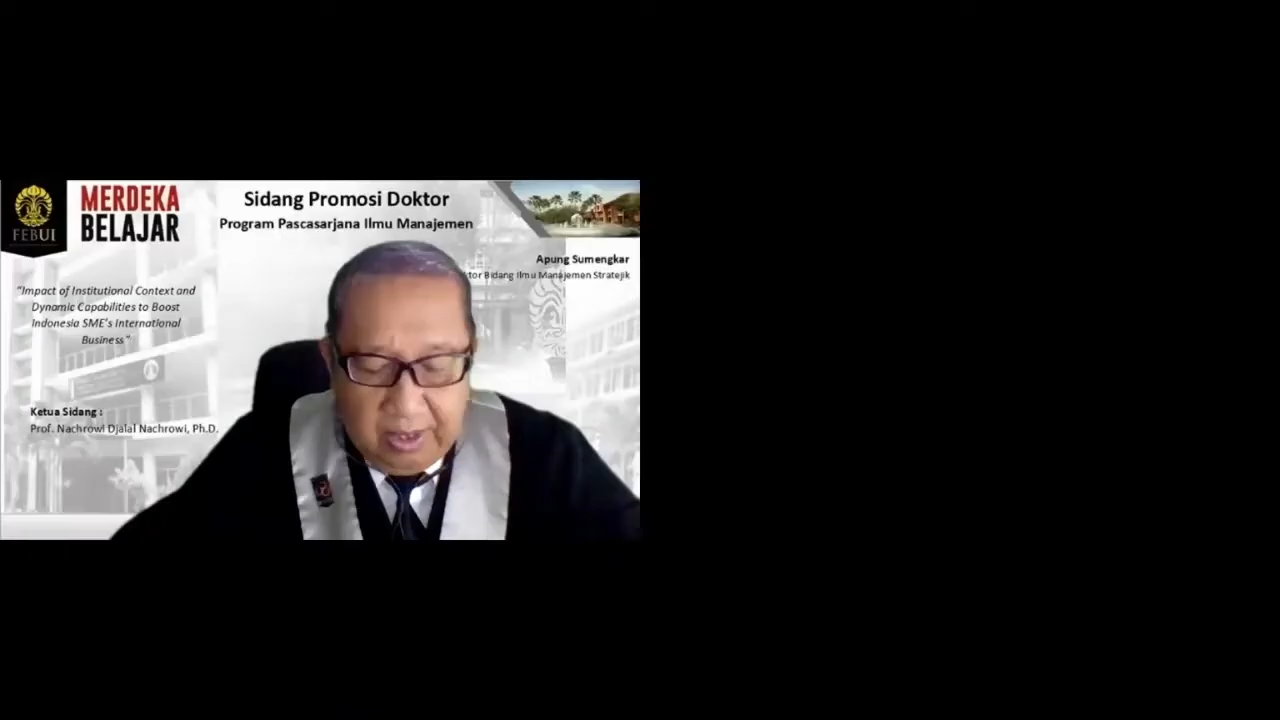 FEBUI
MERDEKA
BELAJAR
Sidang Promosi Doktor
Program Pascasarjana Ilmu Manajemen
Apung Sumengkar
tor Bidang Ilmu Manajemen Stratejik
"Impact of Institutional Context and
Dynamic Capabilities to Boost
Indonesia SME's International
Business"
Ketua Sidang :
Prof. Nachrowi Djalal Nachrowi, Ph.D.